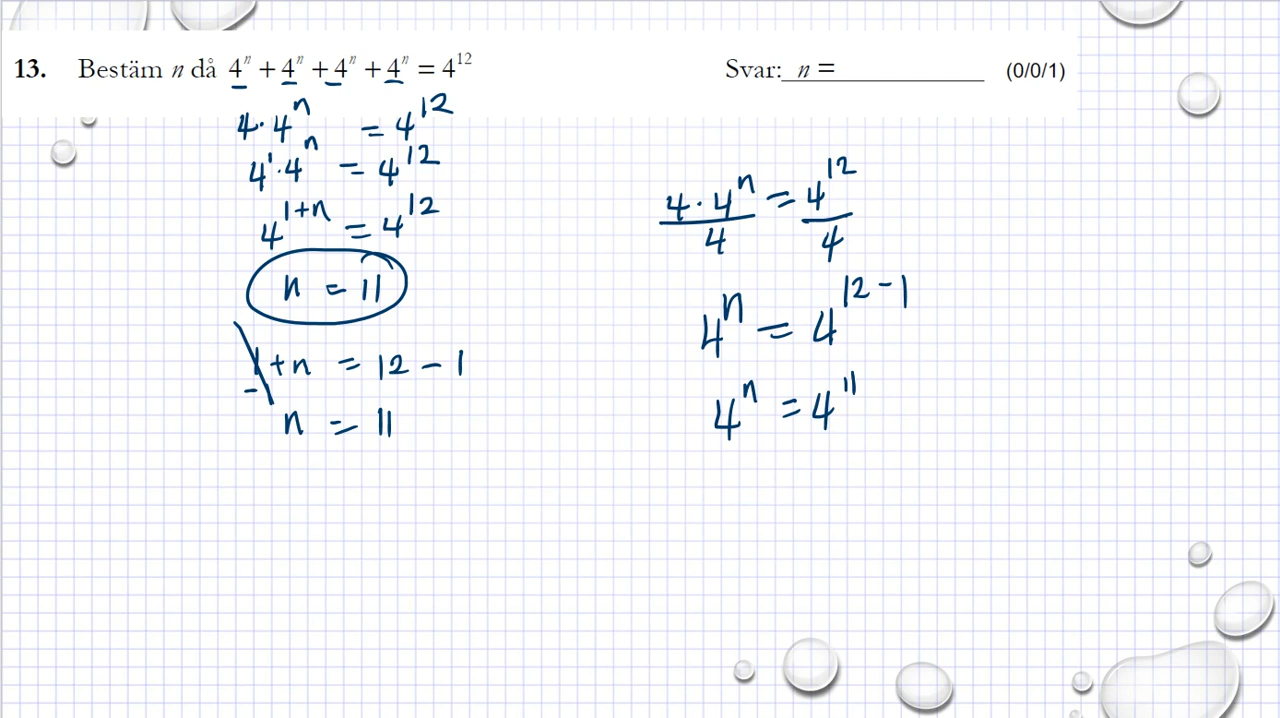 13. Bestäm n då 4ⁿ + 4ⁿ + 4ⁿ + 4ⁿ = 4¹² Svar: n = ____________ (0/0/1)
4 · 4ⁿ = 4¹²
4¹ · 4ⁿ = 4¹²
4¹⁺ⁿ = 4¹²
n = 11
1 + n = 12 - 1
-1
n = 11
4 · 4ⁿ / 4 = 4¹² / 4
4ⁿ = 4¹²⁻¹
4ⁿ = 4¹¹